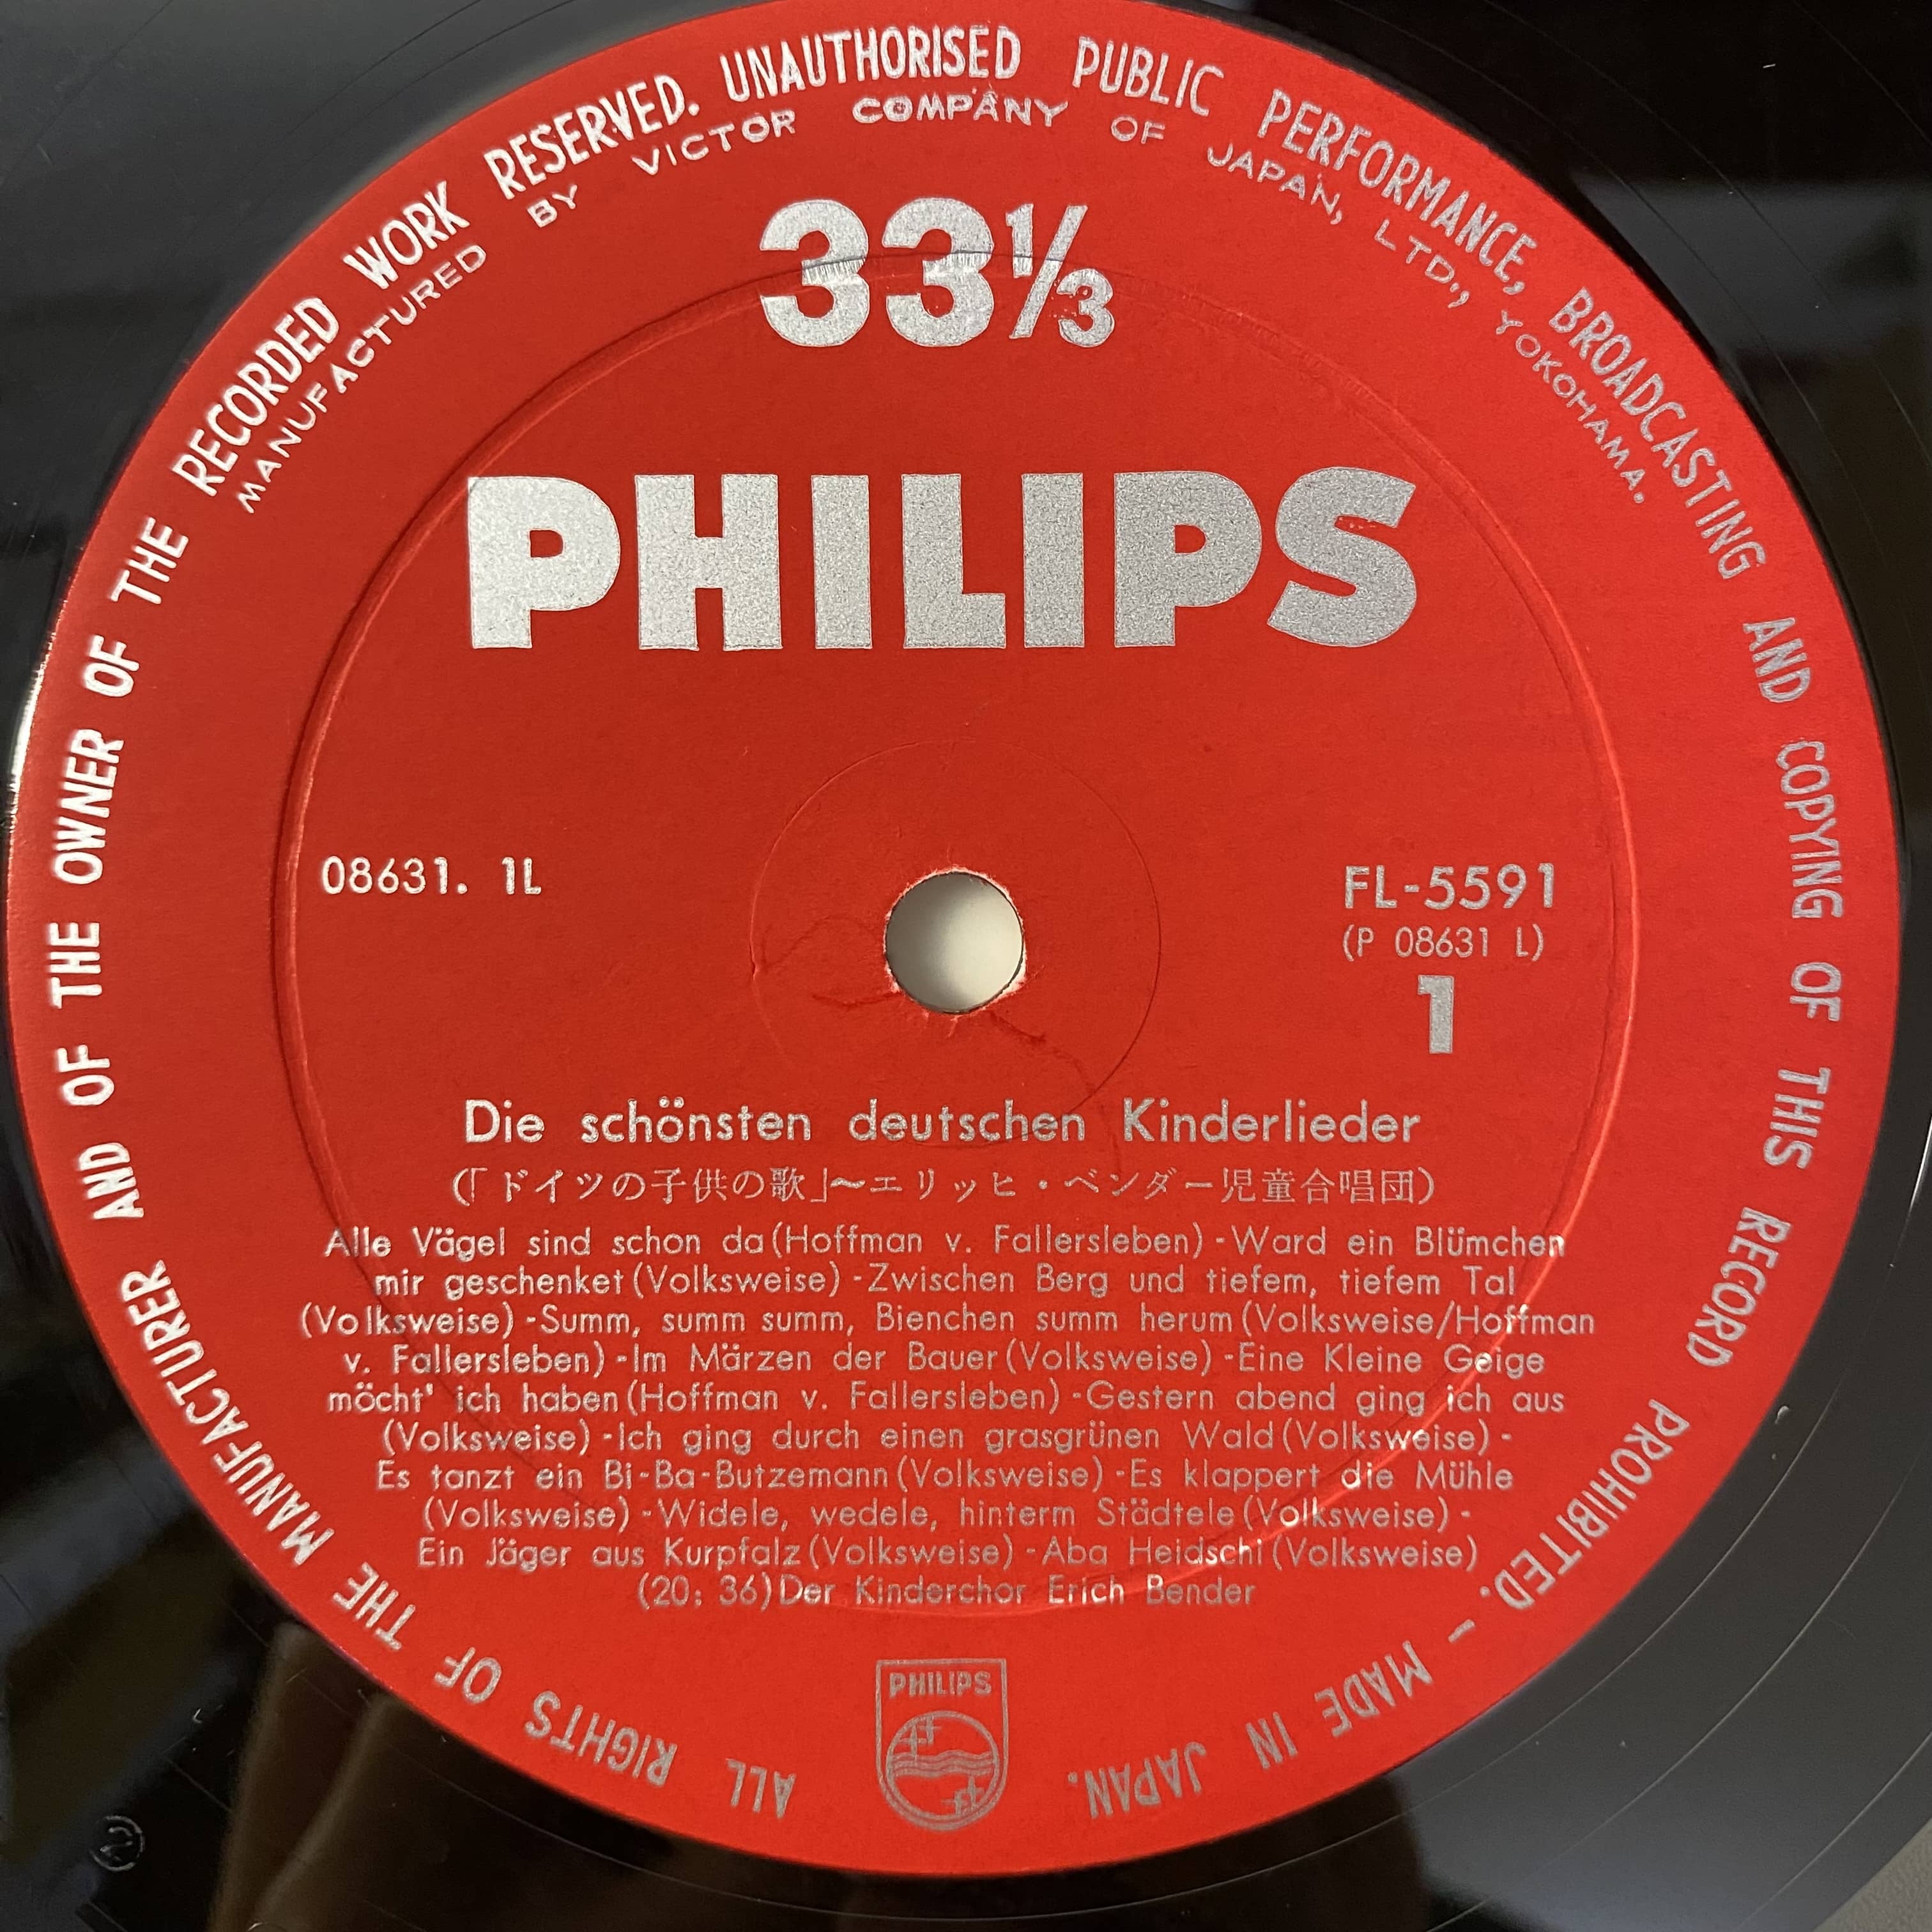 ALL RIGHTS OF THE MANUFACTURER AND OF THE OWNER OF THE RECORDED WORK RESERVED. UNAUTHORISED PUBLIC PERFORMANCE, BROADCASTING AND COPYING OF THIS RECORD PROHIBITED. - MADE IN JAPAN.
MANUFACTURED BY VICTOR COMPANY OF JAPAN, LTD., YOKOHAMA.
33⅓
PHILIPS
08631. 1L
FL-5591
(P 08631 L)
1
Die schönsten deutschen Kinderlieder
(「ドイツの子供の歌」〜エリッヒ・ベンダー児童合唱団)
Alle Vägel sind schon da (Hoffman v. Fallersleben) - Ward ein Blümchen
mir geschenket (Volksweise) - Zwischen Berg und tiefem, tiefem Tal
(Volksweise) - Summ, summ summ, Bienchen summ herum (Volksweise/Hoffman
v. Fallersleben) - Im Märzen der Bauer (Volksweise) - Eine Kleine Geige
möcht' ich haben (Hoffman v. Fallersleben) - Gestern abend ging ich aus
(Volksweise) - Ich ging durch einen grasgrünen Wald (Volksweise) -
Es tanzt ein Bi-Ba-Butzemann (Volksweise) - Es klappert die Mühle
(Volksweise) - Widele, wedele, hinterm Städtele (Volksweise) -
Ein Jäger aus Kurpfalz (Volksweise) - Aba Heidschi (Volksweise)
(20: 36) Der Kinderchor Erich Bender
PHILIPS
2